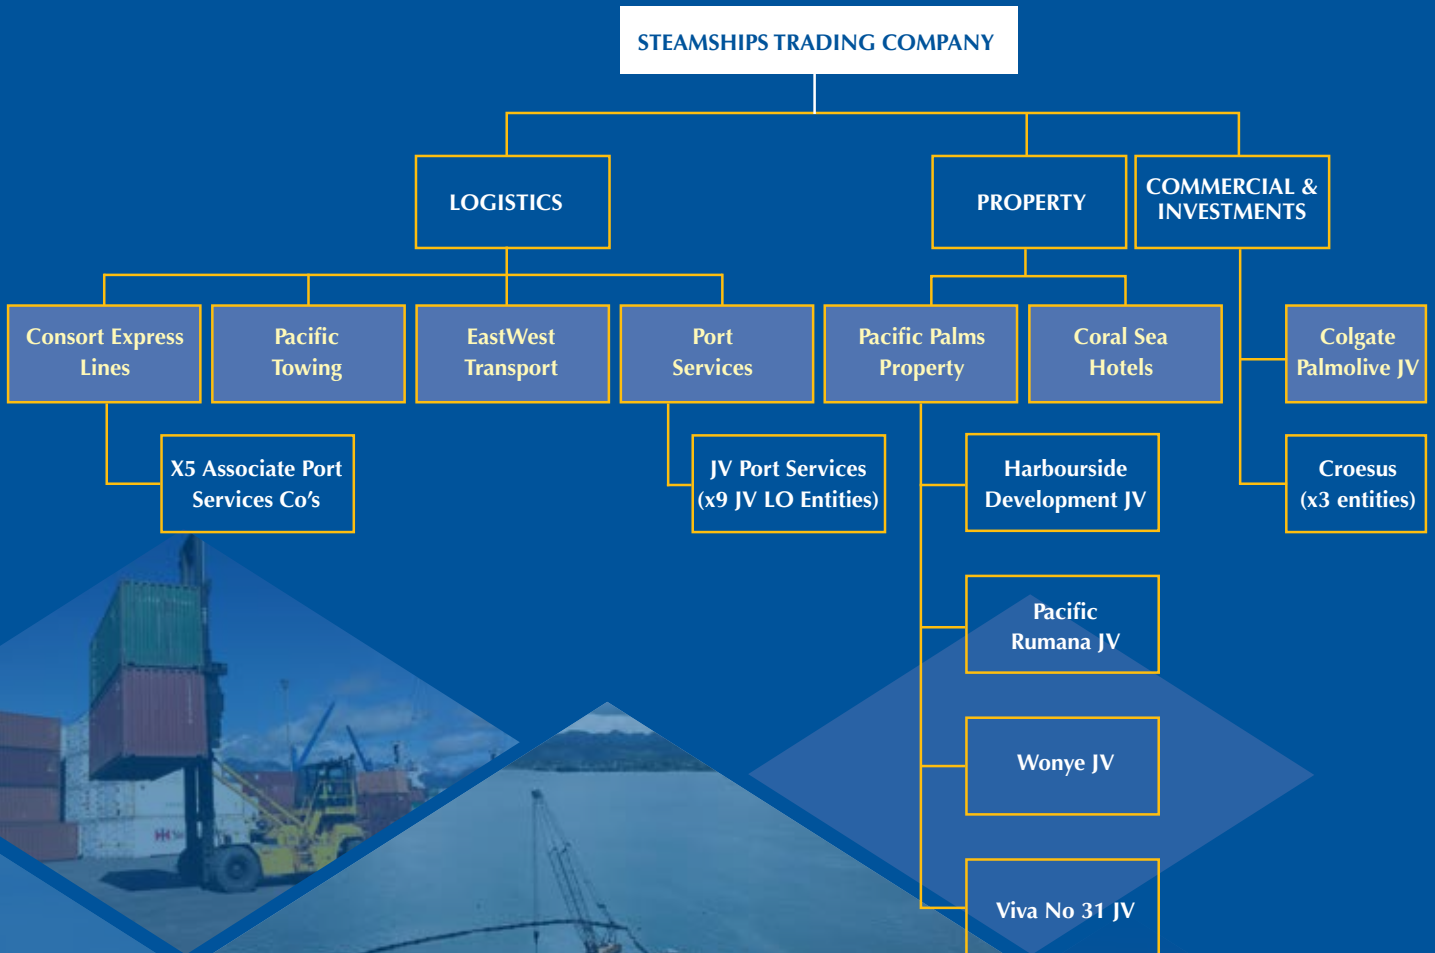 STEAMSHIPS TRADING COMPANY
LOGISTICS
PROPERTY
COMMERCIAL &
INVESTMENTS
Consort Express
Lines
Pacific
Towing
EastWest
Transport
Port
Services
Pacific Palms
Property
Coral Sea
Hotels
Colgate
Palmolive JV
X5 Associate Port
Services Co's
JV Port Services
(x9 JV LO Entities)
Harbourside
Development JV
Croesus
(x3 entities)
Pacific
Rumana JV
Wonye JV
Viva No 31 JV